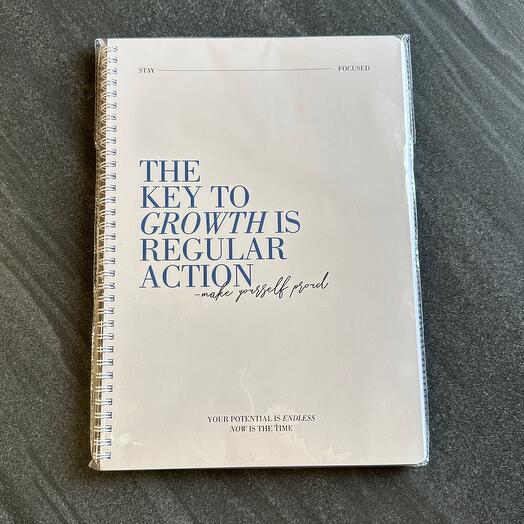 STAY FOCUSED
THE
KEY TO
GROWTH IS
REGULAR
ACTION
-make yourself proud
YOUR POTENTIAL IS ENDLESS
NOW IS THE TIME